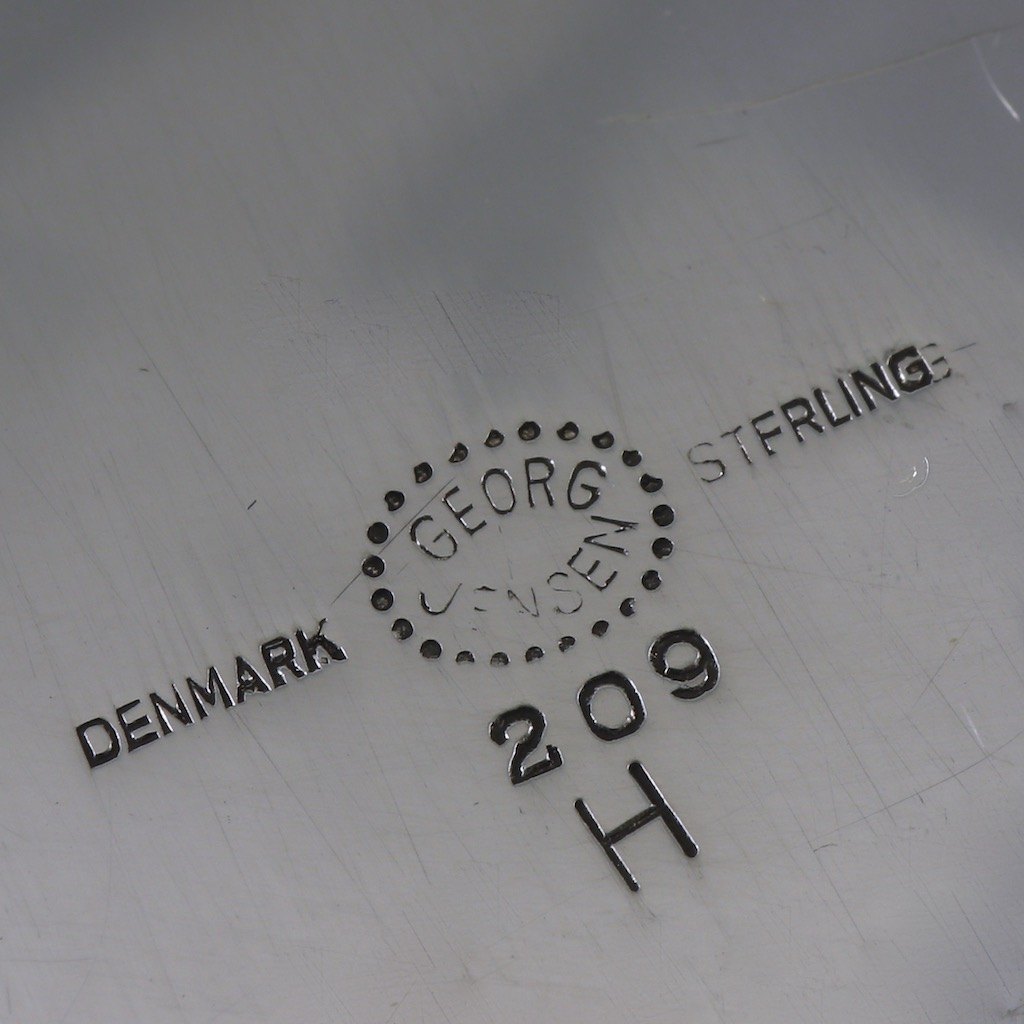 GEORG
JENSEN
DENMARK
STERLING
209
H